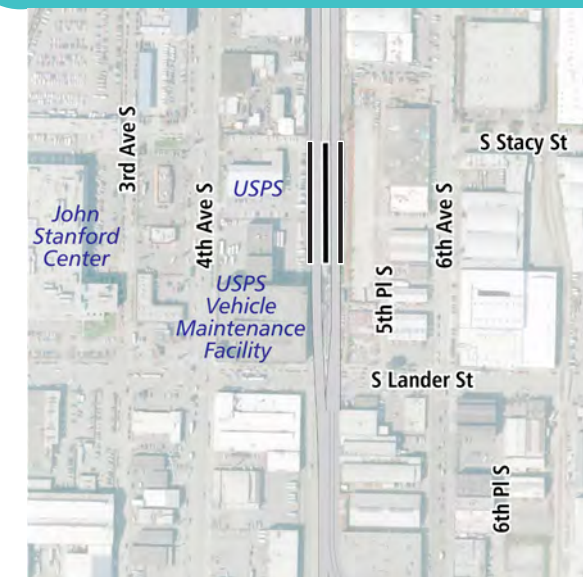 S Stacy St
3rd Ave S
USPS
4th Ave S
6th Ave S
John
Stanford
Center
USPS
Vehicle
Maintenance
Facility
5th Pl S
S Lander St
6th Pl S